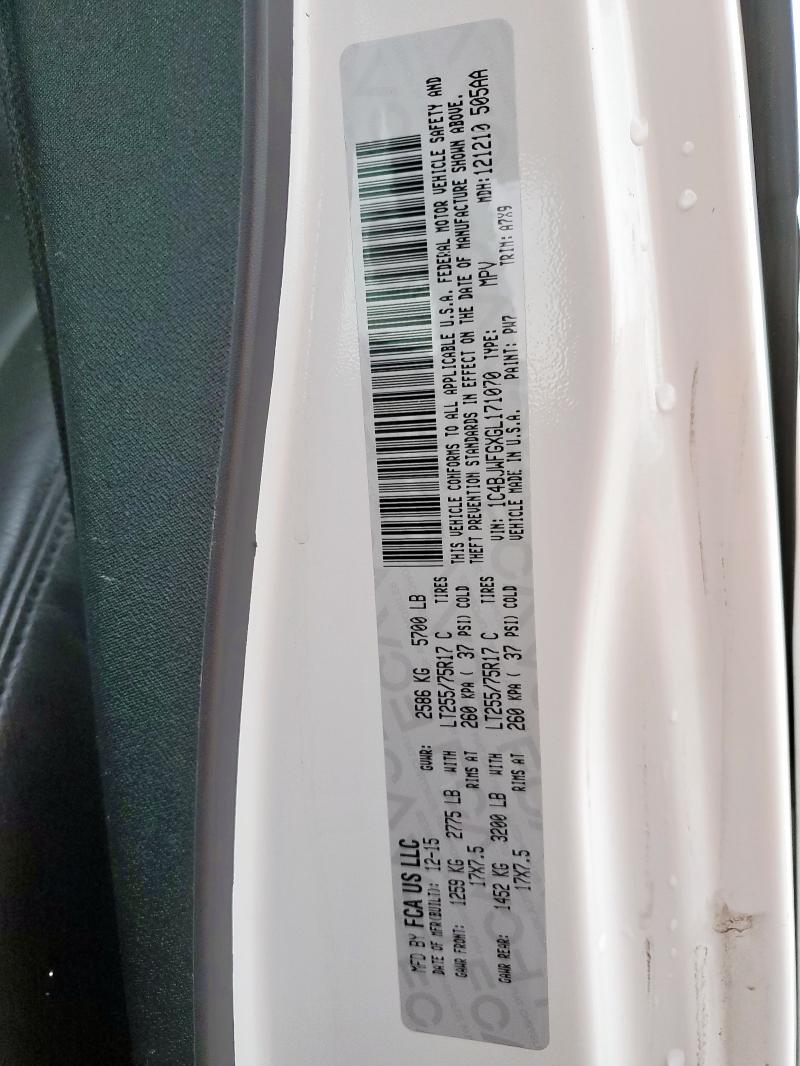 MFD BY FCA US LLC
DATE OF MFR(BUILT): 12-15 GVWR: 2586 KG 5700 LB
GAWR FRONT: 1259 KG 2775 LB WITH LT255/75R17 C TIRES
17X7.5 RIMS AT 260 KPA ( 37 PSI) COLD
GAWR REAR: 1452 KG 3200 LB WITH LT255/75R17 C TIRES
17X7.5 RIMS AT 260 KPA ( 37 PSI) COLD
THIS VEHICLE CONFORMS TO ALL APPLICABLE U.S.A. FEDERAL MOTOR VEHICLE SAFETY AND
THEFT PREVENTION STANDARDS IN EFFECT ON THE DATE OF MANUFACTURE SHOWN ABOVE.
VIN: 1C4BJWFGXGL171070 TYPE: MPV MDH: 121210 505AA
VEHICLE MADE IN U.S.A. PAINT: PW7 TRIM: A7X9